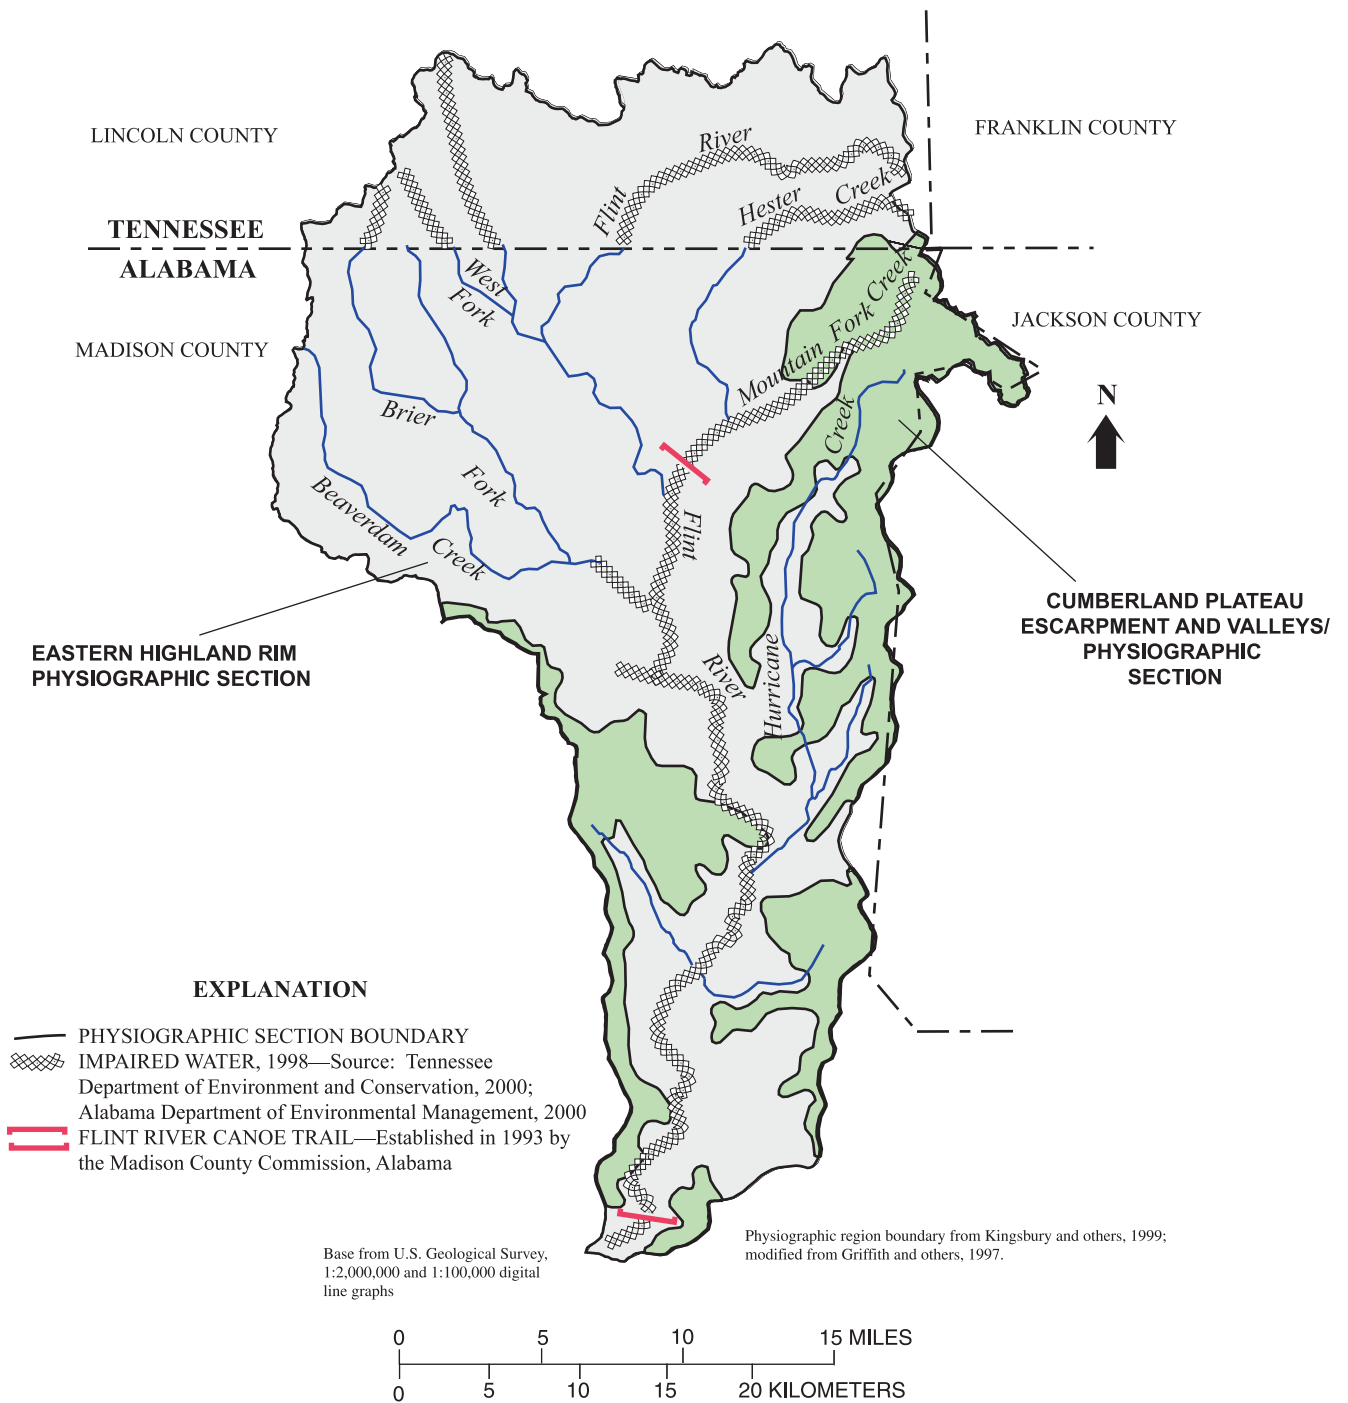 LINCOLN COUNTY
FRANKLIN COUNTY
River
Flint
Hester
Creek
TENNESSEE
ALABAMA
West
Fork
Mountain Fork Creek
MADISON COUNTY
JACKSON COUNTY
N
Brier
Fork
Beaverdam
Creek
Flint
River
Creek
Hurricane
EASTERN HIGHLAND RIM
PHYSIOGRAPHIC SECTION
CUMBERLAND PLATEAU
ESCARPMENT AND VALLEYS/
PHYSIOGRAPHIC
SECTION
EXPLANATION
PHYSIOGRAPHIC SECTION BOUNDARY
IMPAIRED WATER, 1998—Source: Tennessee
Department of Environment and Conservation, 2000;
Alabama Department of Environmental Management, 2000
FLINT RIVER CANOE TRAIL—Established in 1993 by
the Madison County Commission, Alabama
Base from U.S. Geological Survey,
1:2,000,000 and 1:100,000 digital
line graphs
Physiographic region boundary from Kingsbury and others, 1999;
modified from Griffith and others, 1997.
0 5 10 15 MILES
0 5 10 15 20 KILOMETERS